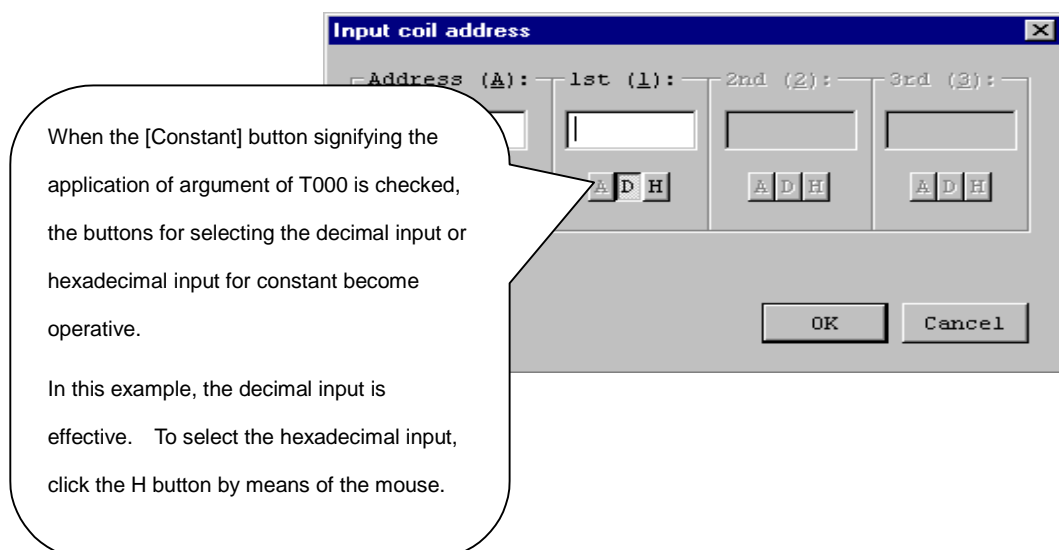 Input coil address
Address (A): 1st (1): 2nd (2): 3rd (3):
A D H A D H A D H
OK Cancel
When the [Constant] button signifying the
application of argument of T000 is checked,
the buttons for selecting the decimal input or
hexadecimal input for constant become
operative.
In this example, the decimal input is
effective. To select the hexadecimal input,
click the H button by means of the mouse.